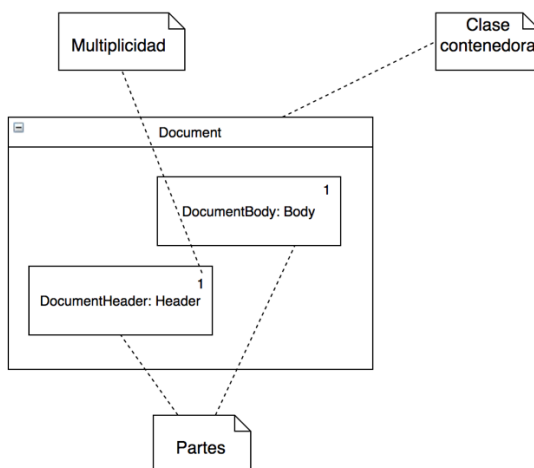 Multiplicidad
Clase
contenedora
Document
1
DocumentBody: Body
1
DocumentHeader: Header
Partes